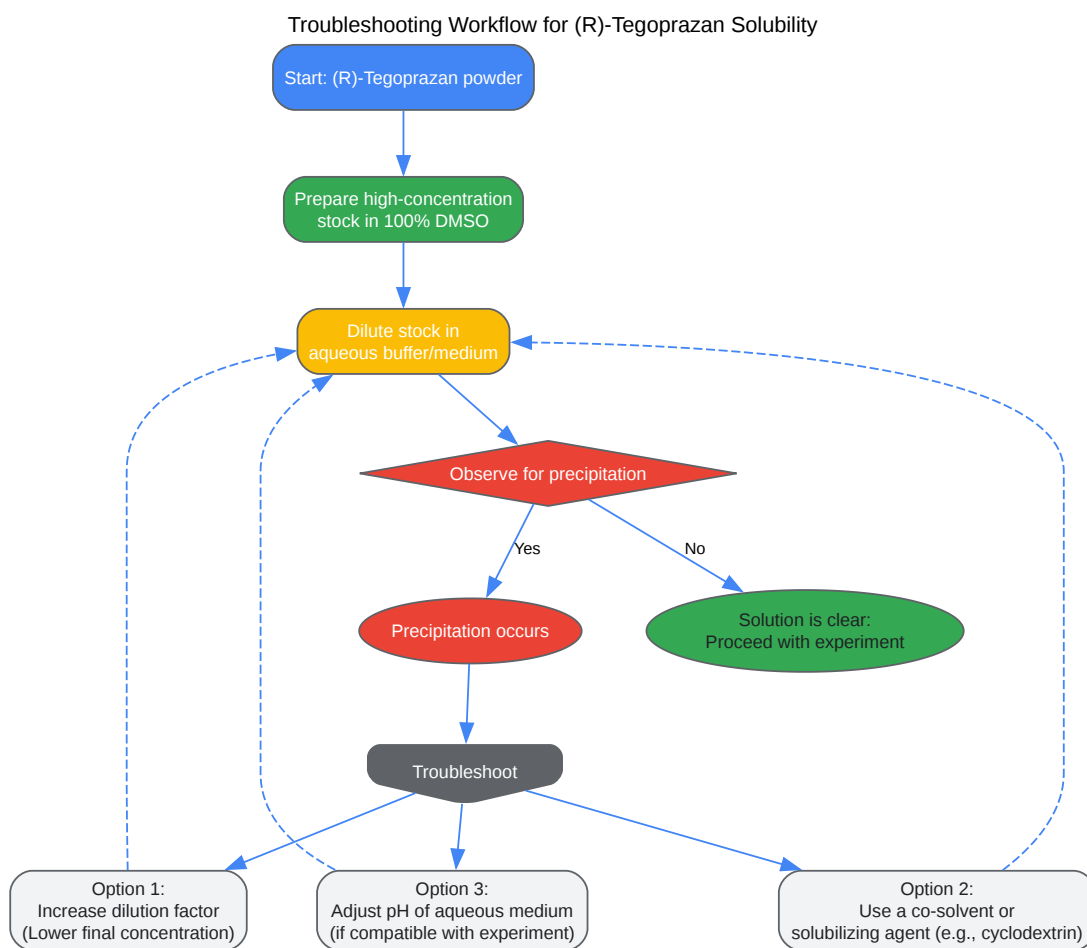 Troubleshooting Workflow for (R)-Tegoprazan Solubility
Start: (R)-Tegoprazan powder
Prepare high-concentration
stock in 100% DMSO
Dilute stock in
aqueous buffer/medium
Observe for precipitation
Yes
No
Precipitation occurs
Solution is clear:
Proceed with experiment
Troubleshoot
Option 1:
Increase dilution factor
(Lower final concentration)
Option 3:
Adjust pH of aqueous medium
(if compatible with experiment)
Option 2:
Use a co-solvent or
solubilizing agent (e.g., cyclodextrin)